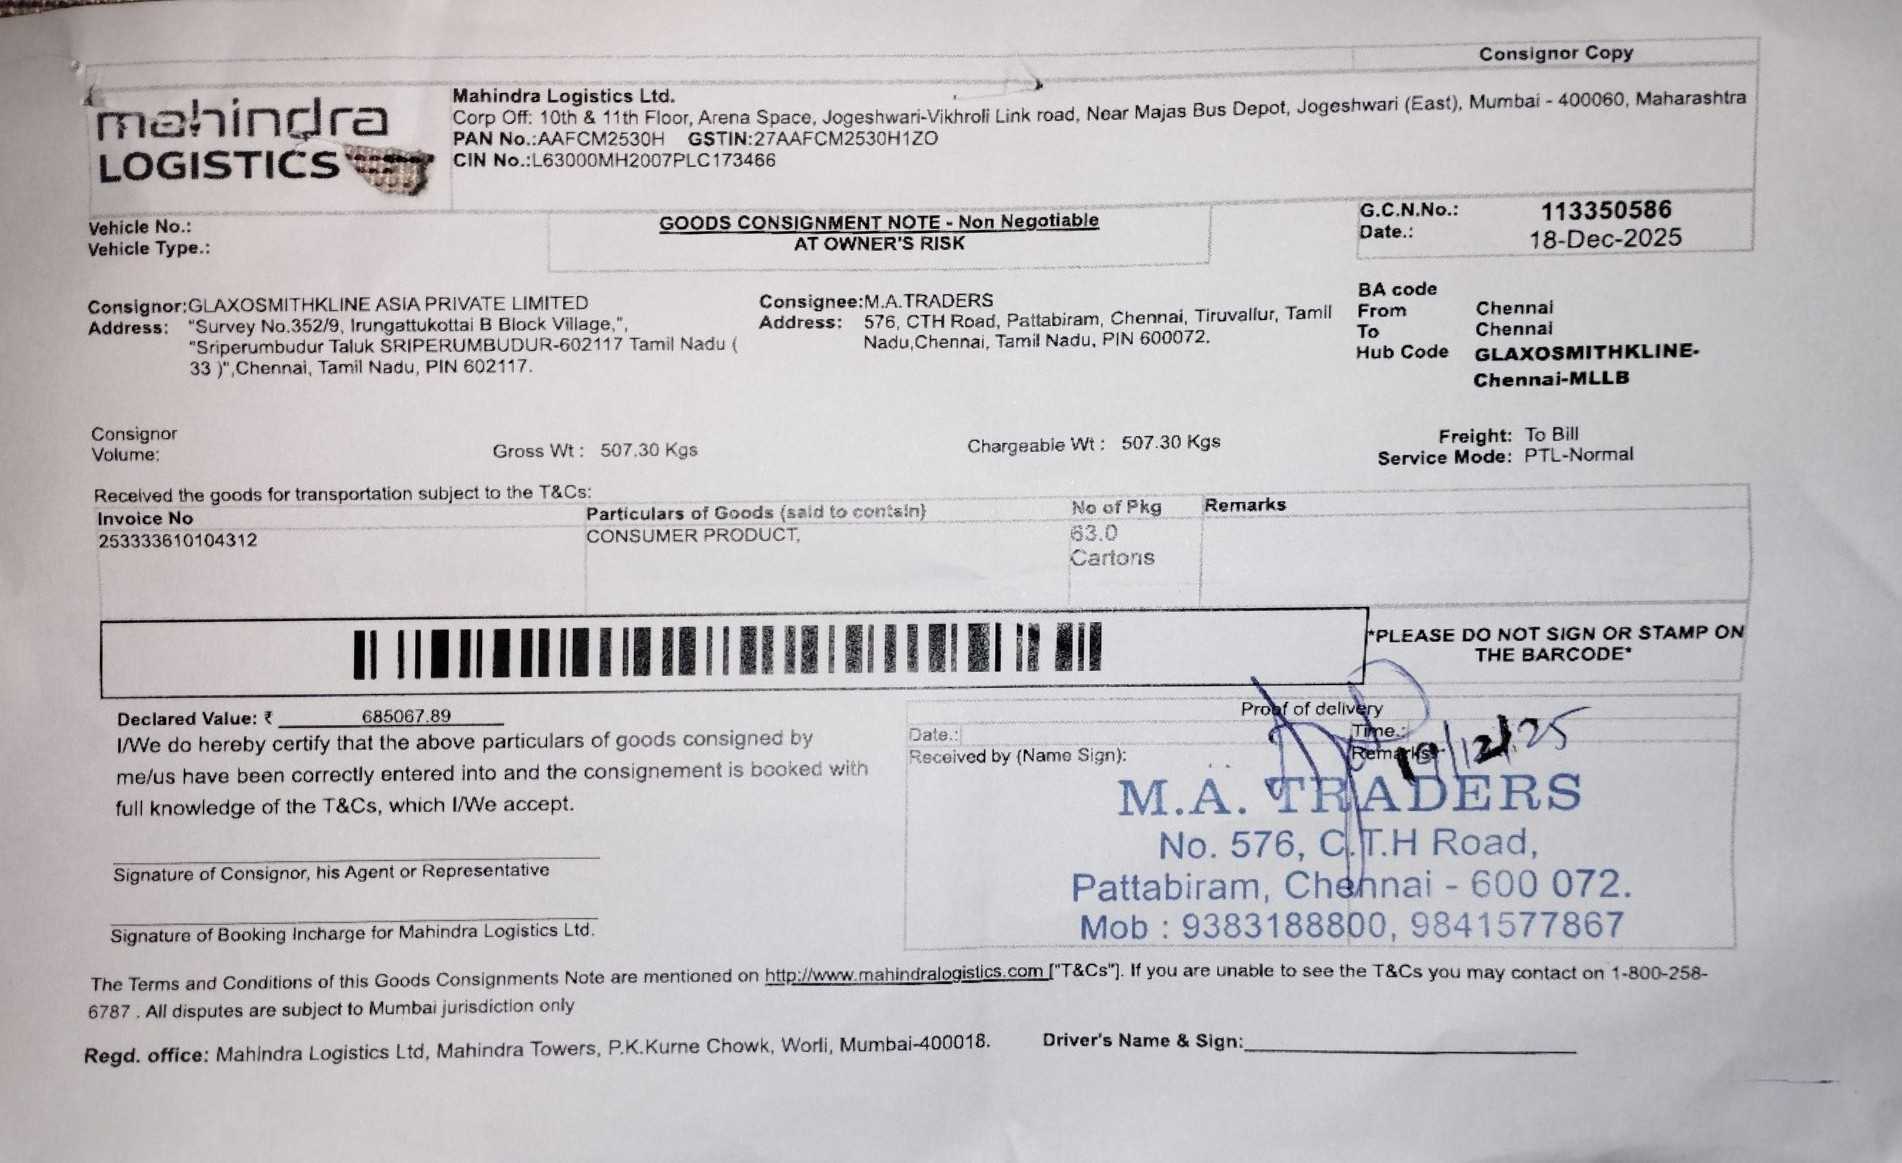 Consignor Copy
mahindra
LOGISTICS
Mahindra Logistics Ltd.
Corp Off: 10th & 11th Floor, Arena Space, Jogeshwari-Vikhroli Link road, Near Majas Bus Depot, Jogeshwari (East), Mumbai - 400060, Maharashtra
PAN No.:AAFCM2530H GSTIN:27AAFCM2530H1ZO
CIN No.:L63000MH2007PLC173466
Vehicle No.:
Vehicle Type.:
GOODS CONSIGNMENT NOTE - Non Negotiable
AT OWNER'S RISK
G.C.N.No.: 113350586
Date.: 18-Dec-2025
Consignor:GLAXOSMITHKLINE ASIA PRIVATE LIMITED
Address: "Survey No.352/9, Irungattukottai B Block Village,",
"Sriperumbudur Taluk SRIPERUMBUDUR-602117 Tamil Nadu (
33 )",Chennai, Tamil Nadu, PIN 602117.
Consignee:M.A.TRADERS
Address: 576, CTH Road, Pattabiram, Chennai, Tiruvallur, Tamil
Nadu,Chennai, Tamil Nadu, PIN 600072.
BA code
From Chennai
To Chennai
Hub Code GLAXOSMITHKLINE-
Chennai-MLLB
Consignor
Volume:
Gross Wt : 507.30 Kgs
Chargeable Wt : 507.30 Kgs
Freight: To Bill
Service Mode: PTL-Normal
Received the goods for transportation subject to the T&Cs:
Invoice No Particulars of Goods (said to contain) No of Pkg Remarks
253333610104312 CONSUMER PRODUCT, 63.0
Cartons
*PLEASE DO NOT SIGN OR STAMP ON
THE BARCODE*
Declared Value: ₹ 685067.89
I/We do hereby certify that the above particulars of goods consigned by
me/us have been correctly entered into and the consignement is booked with
full knowledge of the T&Cs, which I/We accept.
Signature of Consignor, his Agent or Representative
Signature of Booking Incharge for Mahindra Logistics Ltd.
Proof of delivery
Date.: Time.:
Received by (Name Sign): Remarks:
19/12/25
M.A. TRADERS
No. 576, C.T.H Road,
Pattabiram, Chennai - 600 072.
Mob : 9383188800, 9841577867
The Terms and Conditions of this Goods Consignments Note are mentioned on http://www.mahindralogistics.com ["T&Cs"]. If you are unable to see the T&Cs you may contact on 1-800-258-
6787 . All disputes are subject to Mumbai jurisdiction only
Regd. office: Mahindra Logistics Ltd, Mahindra Towers, P.K.Kurne Chowk, Worli, Mumbai-400018.
Driver's Name & Sign: